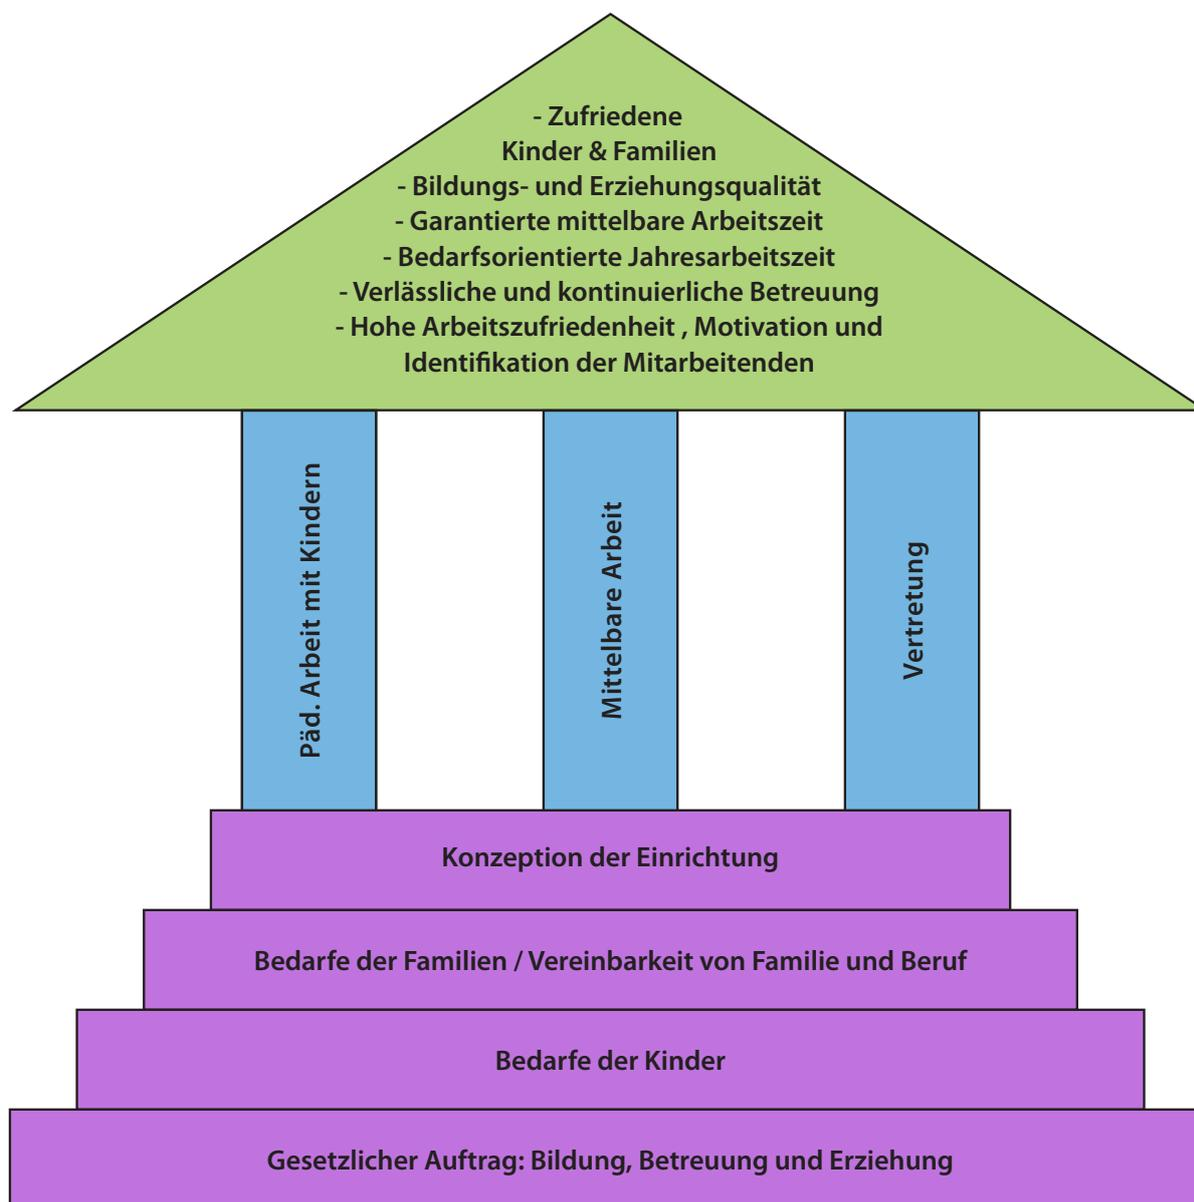 - Zufriedene
Kinder & Familien
- Bildungs- und Erziehungsqualität
- Garantierte mittelbare Arbeitszeit
- Bedarfsorientierte Jahresarbeitszeit
- Verlässliche und kontinuierliche Betreuung
- Hohe Arbeitszufriedenheit , Motivation und
Identifikation der Mitarbeitenden
Päd. Arbeit mit Kindern
Mittelbare Arbeit
Vertretung
Konzeption der Einrichtung
Bedarfe der Familien / Vereinbarkeit von Familie und Beruf
Bedarfe der Kinder
Gesetzlicher Auftrag: Bildung, Betreuung und Erziehung